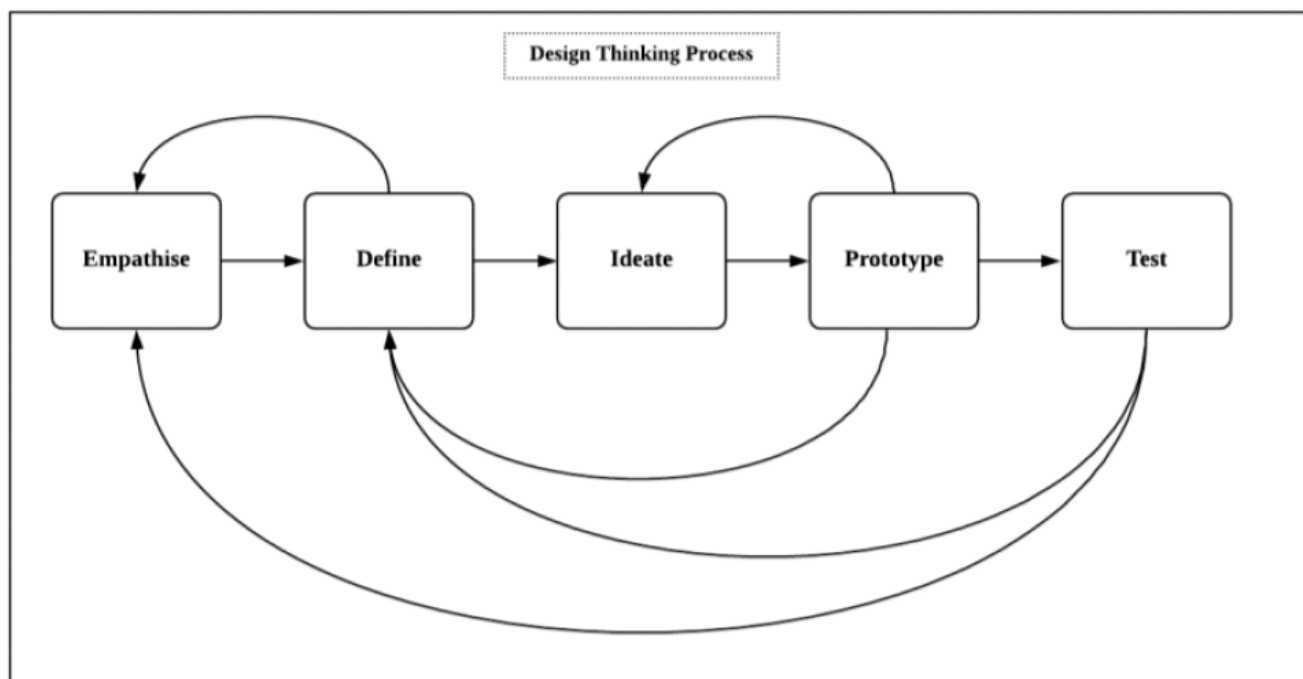 Design Thinking Process
Empathise
Define
Ideate
Prototype
Test